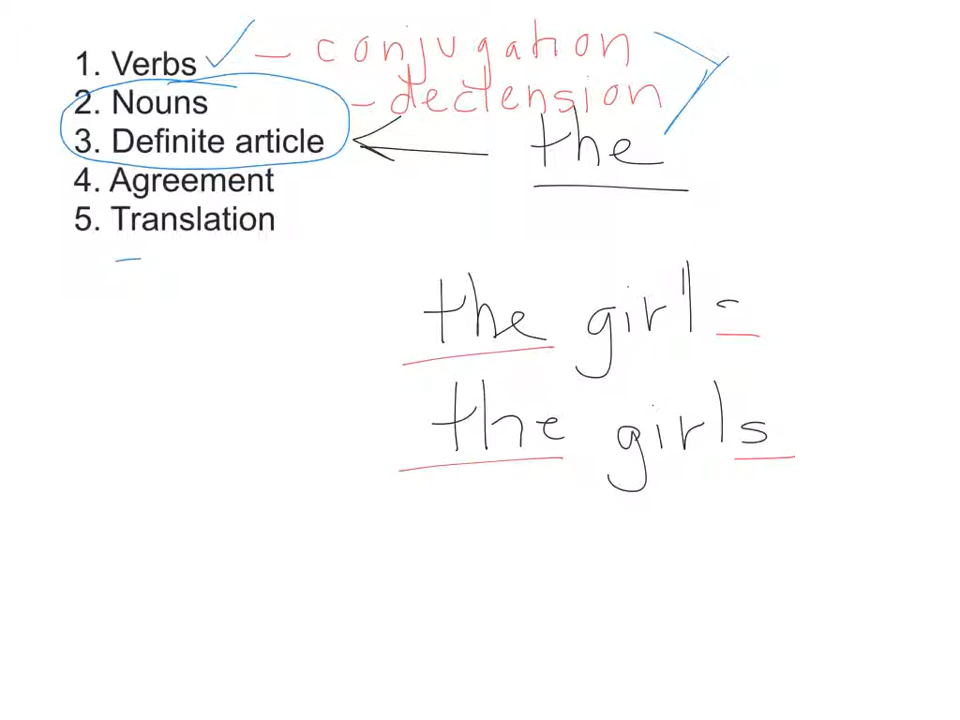 1. Verbs - conjugation
2. Nouns - declension
3. Definite article the
4. Agreement
5. Translation
the girl -
the girls